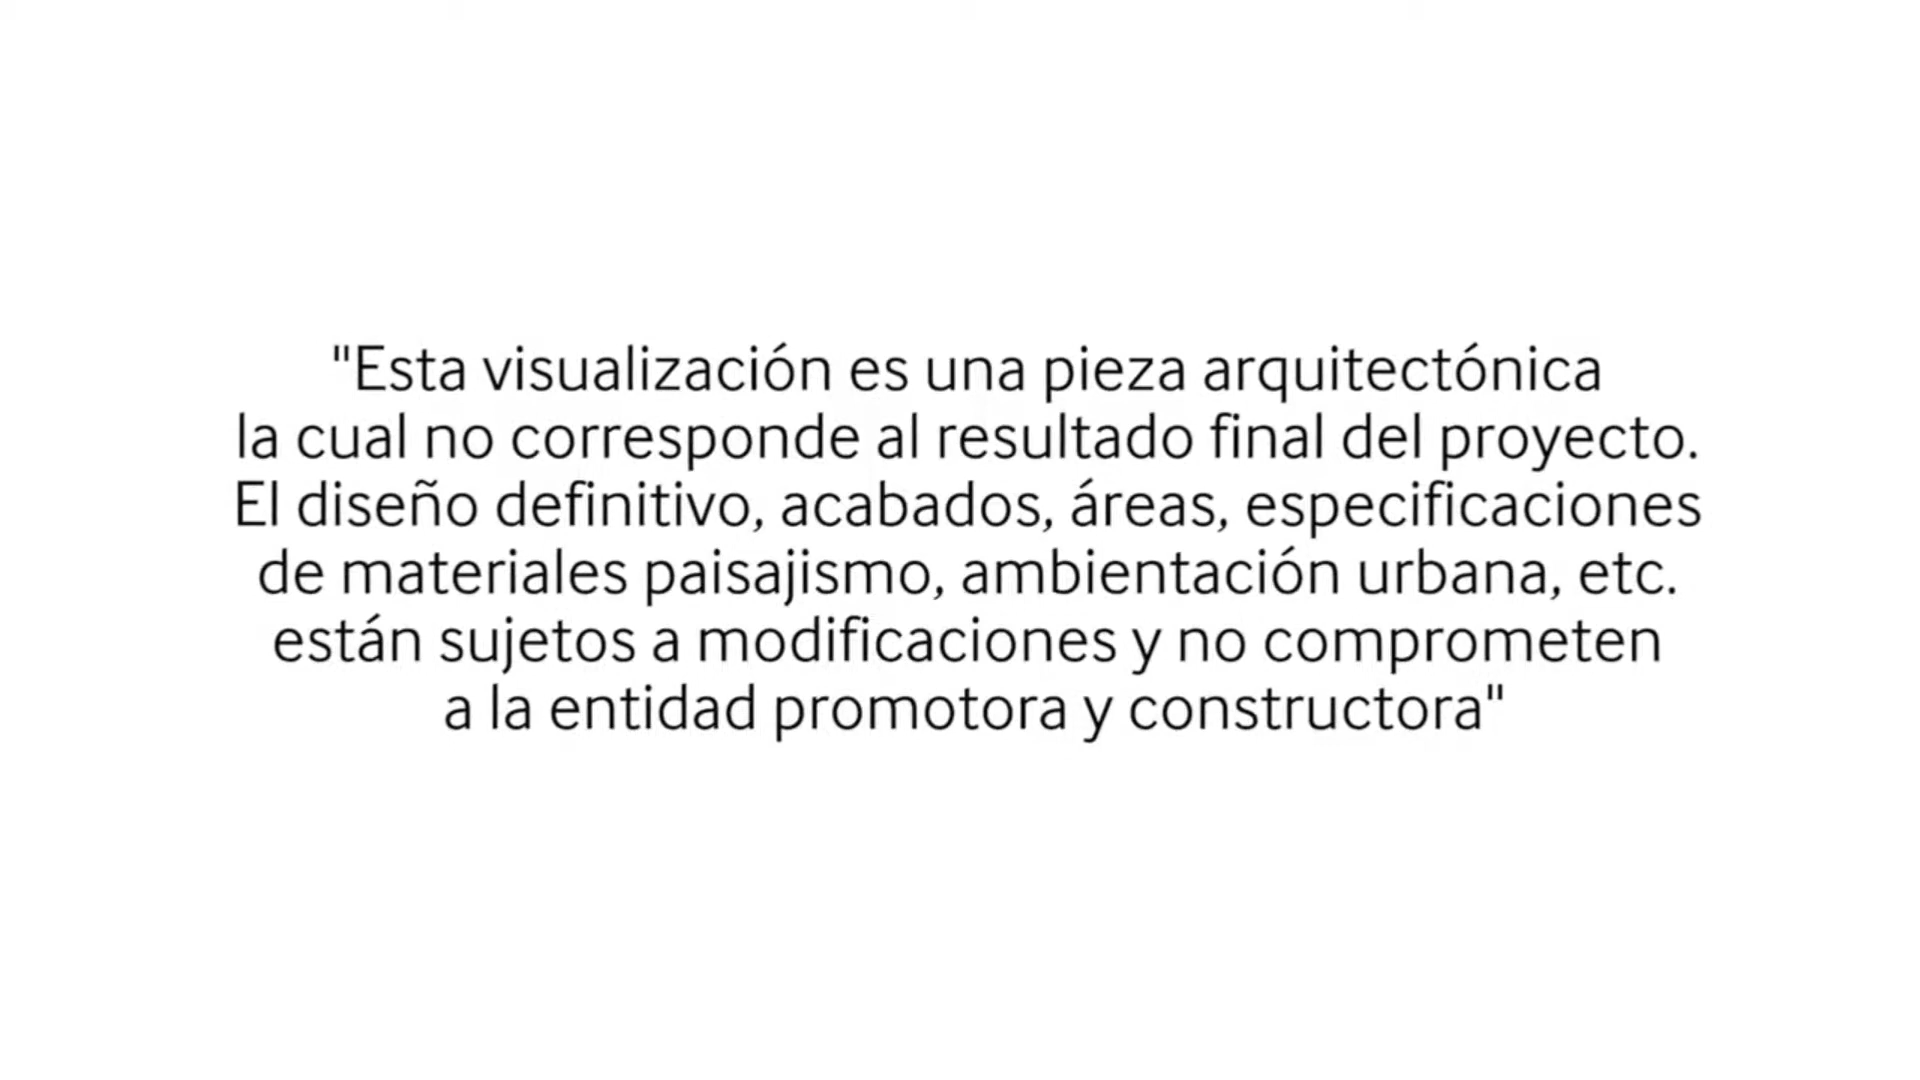 "Esta visualización es una pieza arquitectónica
la cual no corresponde al resultado final del proyecto.
El diseño definitivo, acabados, áreas, especificaciones
de materiales paisajismo, ambientación urbana, etc.
están sujetos a modificaciones y no comprometen
a la entidad promotora y constructora"